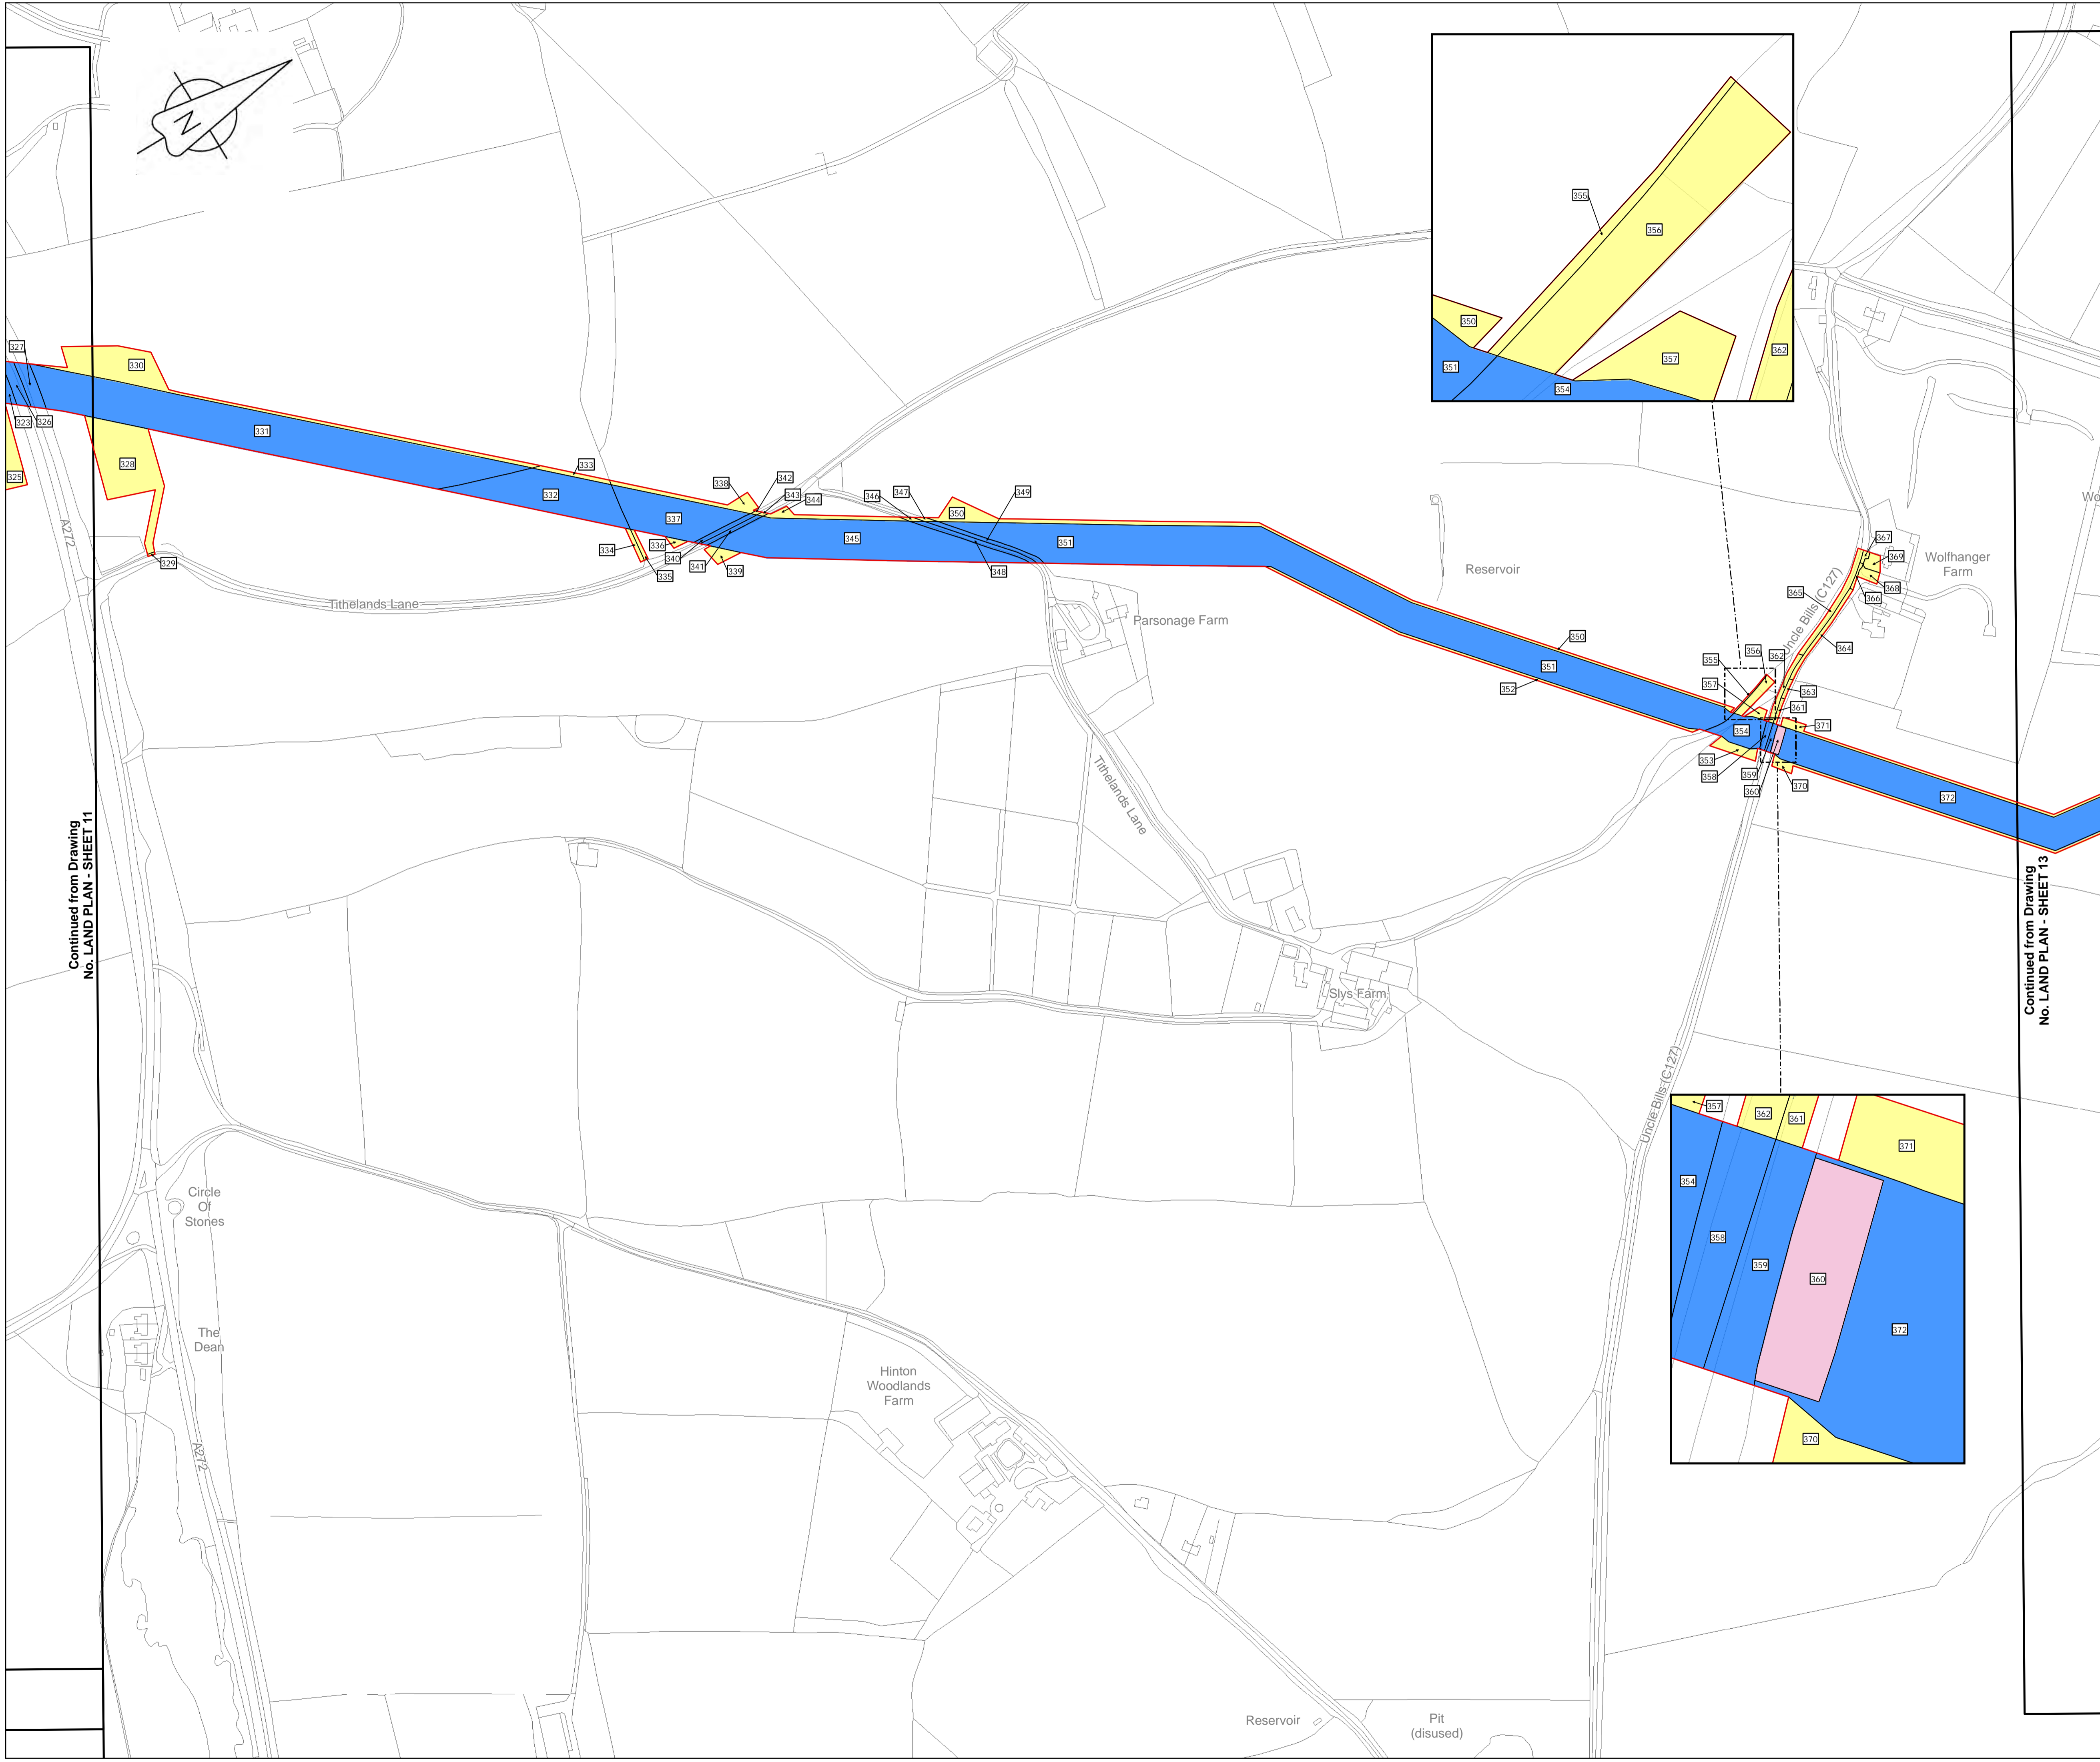 N
355
356
350
351
357
362
354
327
330
323
326
331
325
328
329
A272
Tithelands Lane
333
332
334
335
336
337
338
339
340
341
342
343
344
345
346
347
350
349
348
351
Parsonage Farm
Reservoir
Tithelands Lane
350
351
352
367
369
368
366
365
364
Wolfhanger
Farm
Wo
Uncle Bills (C127)
356
362
355
357
363
361
371
354
353
358
359
360
370
372
Continued from Drawing
No. LAND PLAN - SHEET 11
Continued from Drawing
No. LAND PLAN - SHEET 13
Slys Farm
Uncle Bills (C127)
357
362
361
371
354
358
359
360
372
370
Circle
Of
Stones
The
Dean
A272
Hinton
Woodlands
Farm
Reservoir
Pit
(disused)